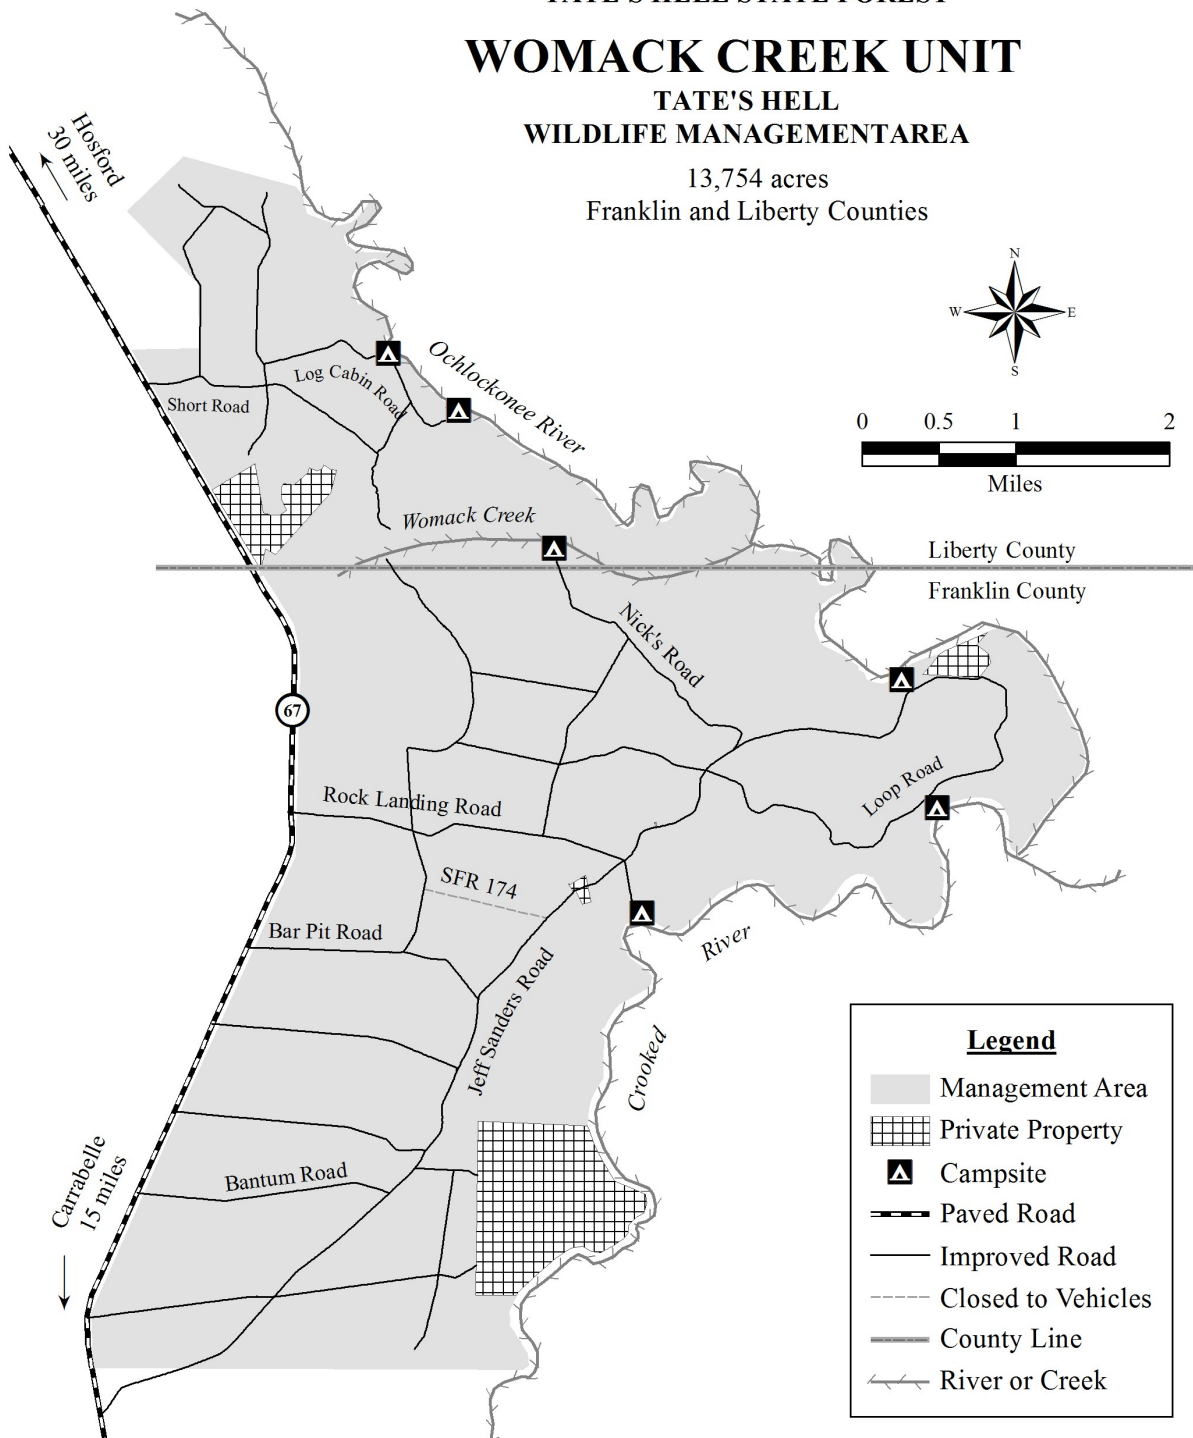 TATE'S HELL STATE FOREST
WOMACK CREEK UNIT
TATE'S HELL
WILDLIFE MANAGEMENTAREA
13,754 acres
Franklin and Liberty Counties
Hosford
30 miles
N
W
E
S
0 0.5 1 2
Miles
Ochlockonee River
Log Cabin Road
Short Road
Womack Creek
Liberty County
Franklin County
Nick's Road
67
Loop Road
Rock Landing Road
SFR 174
Bar Pit Road
River
Jeff Sanders Road
Crooked
Bantum Road
Carrabelle
15 miles
Legend
Management Area
Private Property
Campsite
Paved Road
Improved Road
Closed to Vehicles
County Line
River or Creek